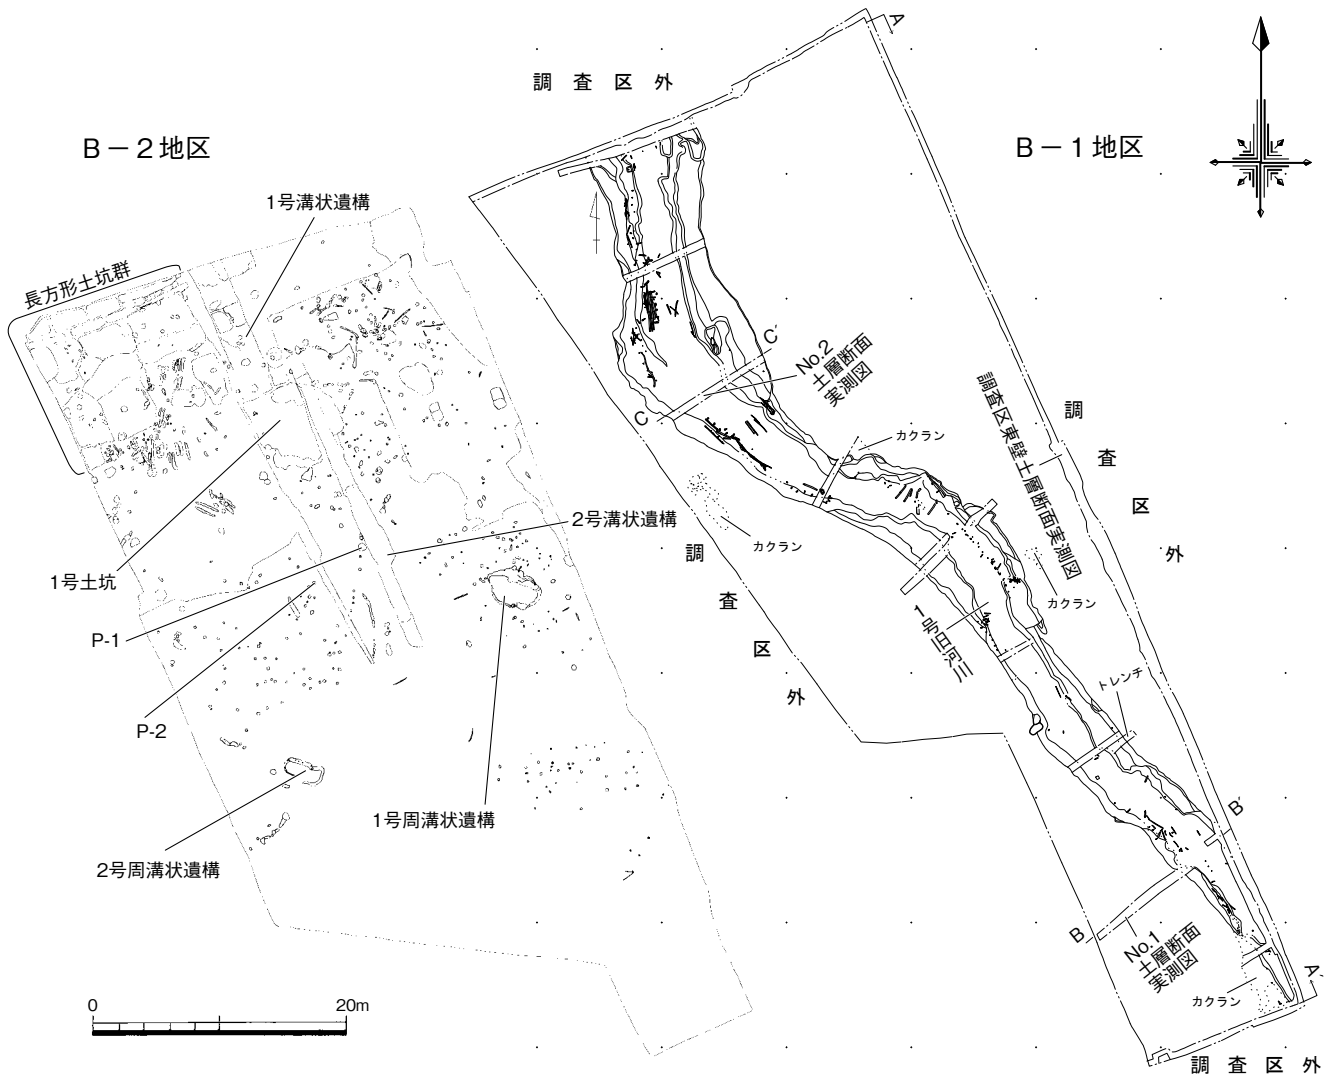 調査区外
B－2地区
B－1地区
1号溝状遺構
長方形土坑群
A
C′
No.2
土層断面
実測図
C
カクラン
調査区東壁土層断面実測図
調査区外
2号溝状遺構
カクラン
調査区外
1号土坑
カクラン
P-1
1号旧河川
トレンチ
P-2
B′
1号周溝状遺構
2号周溝状遺構
B
No.1
土層断面
実測図
A′
カクラン
0 20m
調査区外